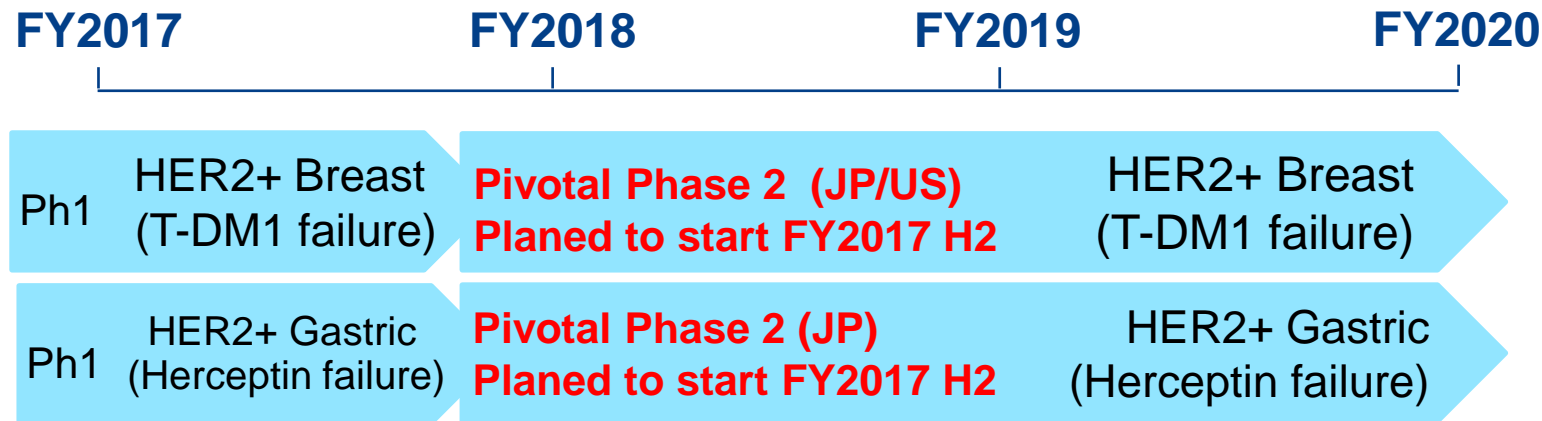 FY2017 FY2018 FY2019 FY2020
Ph1
HER2+ Breast
(T-DM1 failure)
Pivotal Phase 2 (JP/US)
Planed to start FY2017 H2
HER2+ Breast
(T-DM1 failure)
Ph1
HER2+ Gastric
(Herceptin failure)
Pivotal Phase 2 (JP)
Planed to start FY2017 H2
HER2+ Gastric
(Herceptin failure)